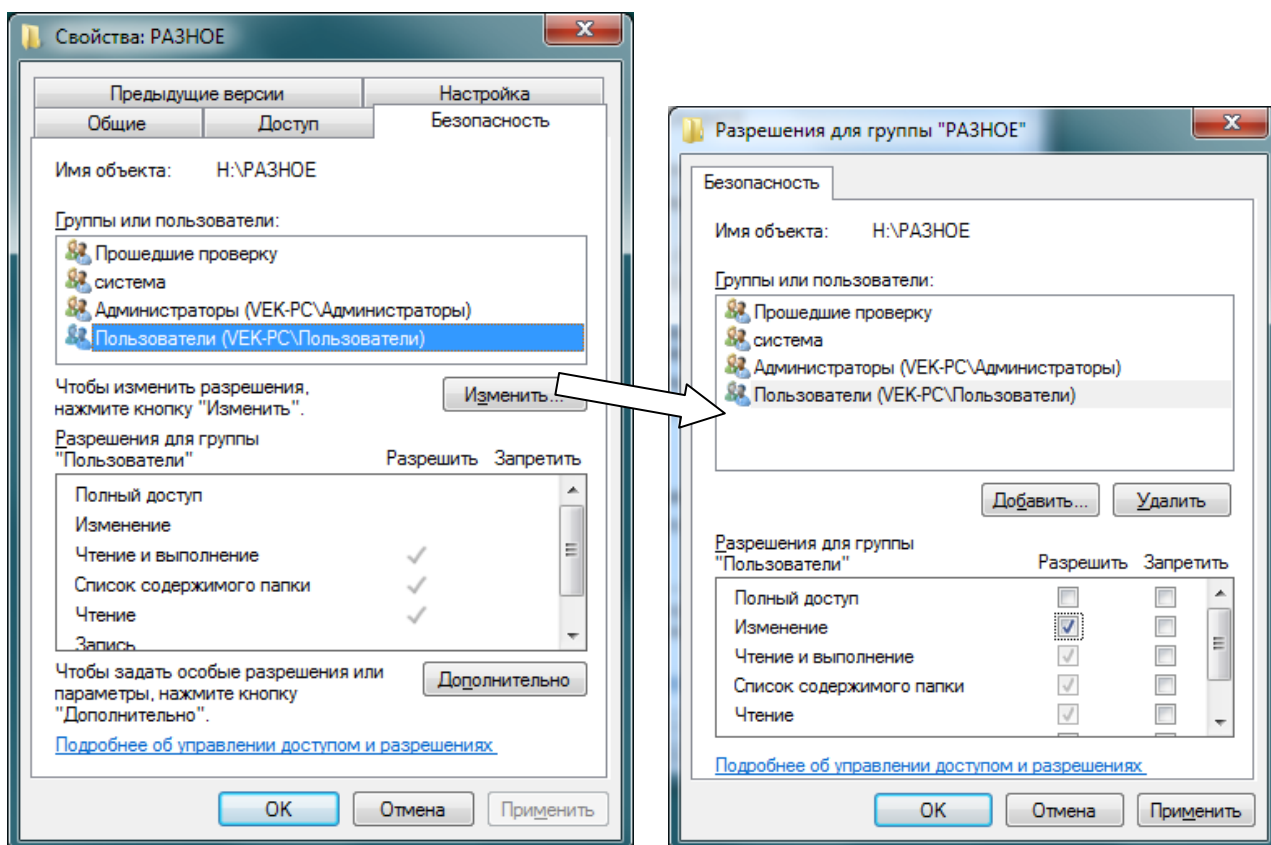 Свойства: РАЗНОЕ
Предыдущие версии
Настройка
Общие
Доступ
Безопасность
Имя объекта: H:\РАЗНОЕ
Группы или пользователи:
Прошедшие проверку
система
Администраторы (VEK-PC\Администраторы)
Пользователи (VEK-PC\Пользователи)
Чтобы изменить разрешения,
нажмите кнопку "Изменить".
Изменить...
Разрешения для группы
"Пользователи"
Разрешить Запретить
Полный доступ
Изменение
Чтение и выполнение
Список содержимого папки
Чтение
Запись
Чтобы задать особые разрешения или
параметры, нажмите кнопку
"Дополнительно".
Дополнительно
Подробнее об управлении доступом и разрешениях
OK
Отмена
Применить
Разрешения для группы "РАЗНОЕ"
Безопасность
Имя объекта: H:\РАЗНОЕ
Группы или пользователи:
Прошедшие проверку
система
Администраторы (VEK-PC\Администраторы)
Пользователи (VEK-PC\Пользователи)
Добавить...
Удалить
Разрешения для группы
"Пользователи"
Разрешить Запретить
Полный доступ
Изменение
Чтение и выполнение
Список содержимого папки
Чтение
Подробнее об управлении доступом и разрешениях
OK
Отмена
Применить